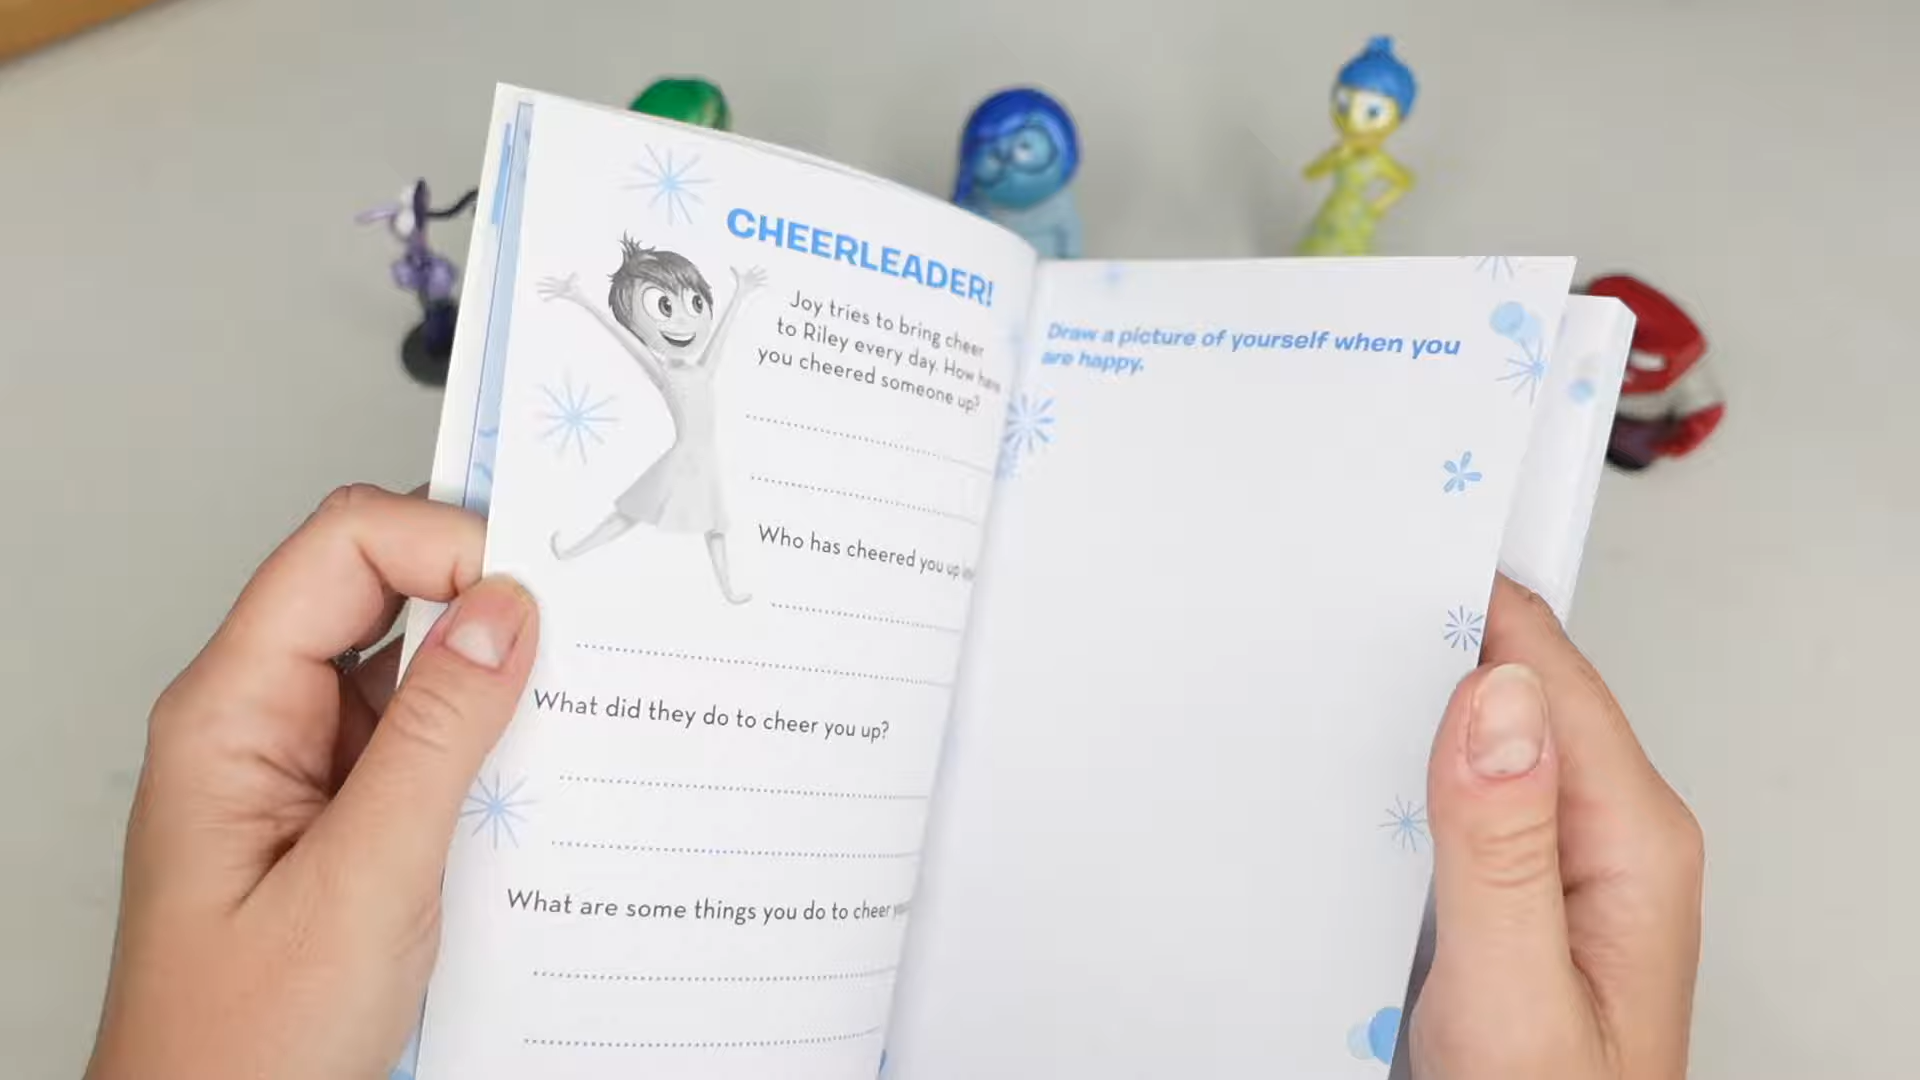 CHEERLEADER!
Joy tries to bring cheer
to Riley every day. How have
you cheered someone up?
Who has cheered you up
What did they do to cheer you up?
What are some things you do to cheer
Draw a picture of yourself when you
are happy.